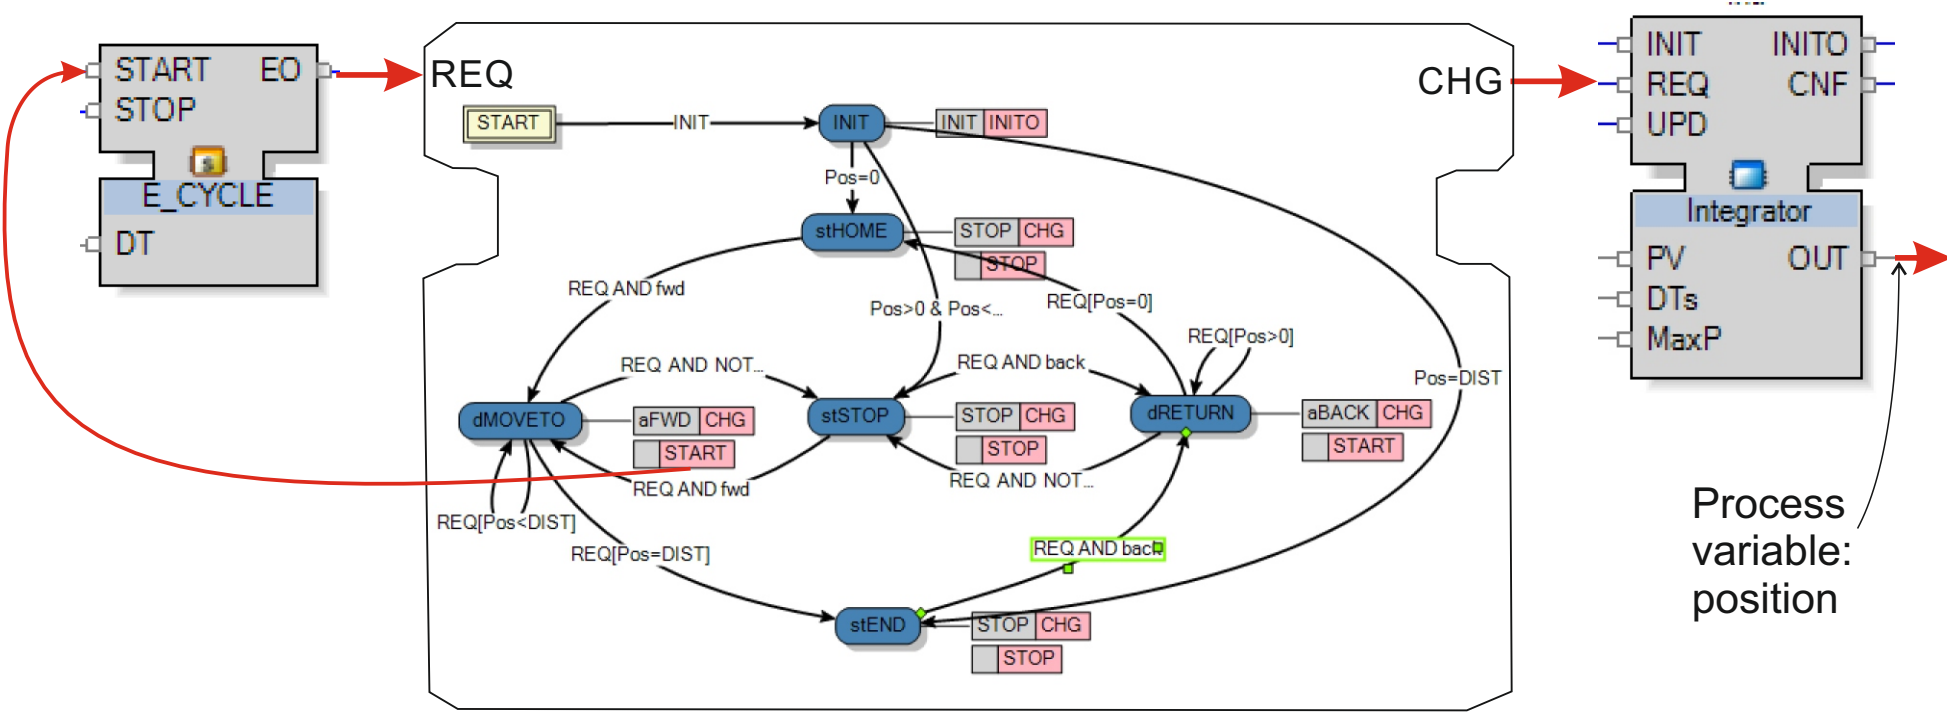 START EO
STOP
E_CYCLE
DT
REQ
CHG
START
INIT
INIT
INIT INITO
Pos=0
stHOME
STOP CHG
STOP
REQ AND fwd
Pos>0 & Pos<...
REQ[Pos=0]
REQ[Pos>0]
REQ AND NOT...
REQ AND back
Pos=DIST
dMOVETO
aFWD CHG
START
stSTOP
STOP CHG
STOP
dRETURN
aBACK CHG
START
REQ AND fwd
REQ AND NOT...
REQ[Pos<DIST]
REQ[Pos=DIST]
REQ AND back
stEND
STOP CHG
STOP
INIT INITO
REQ CNF
UPD
Integrator
PV OUT
DTs
MaxP
Process
variable:
position